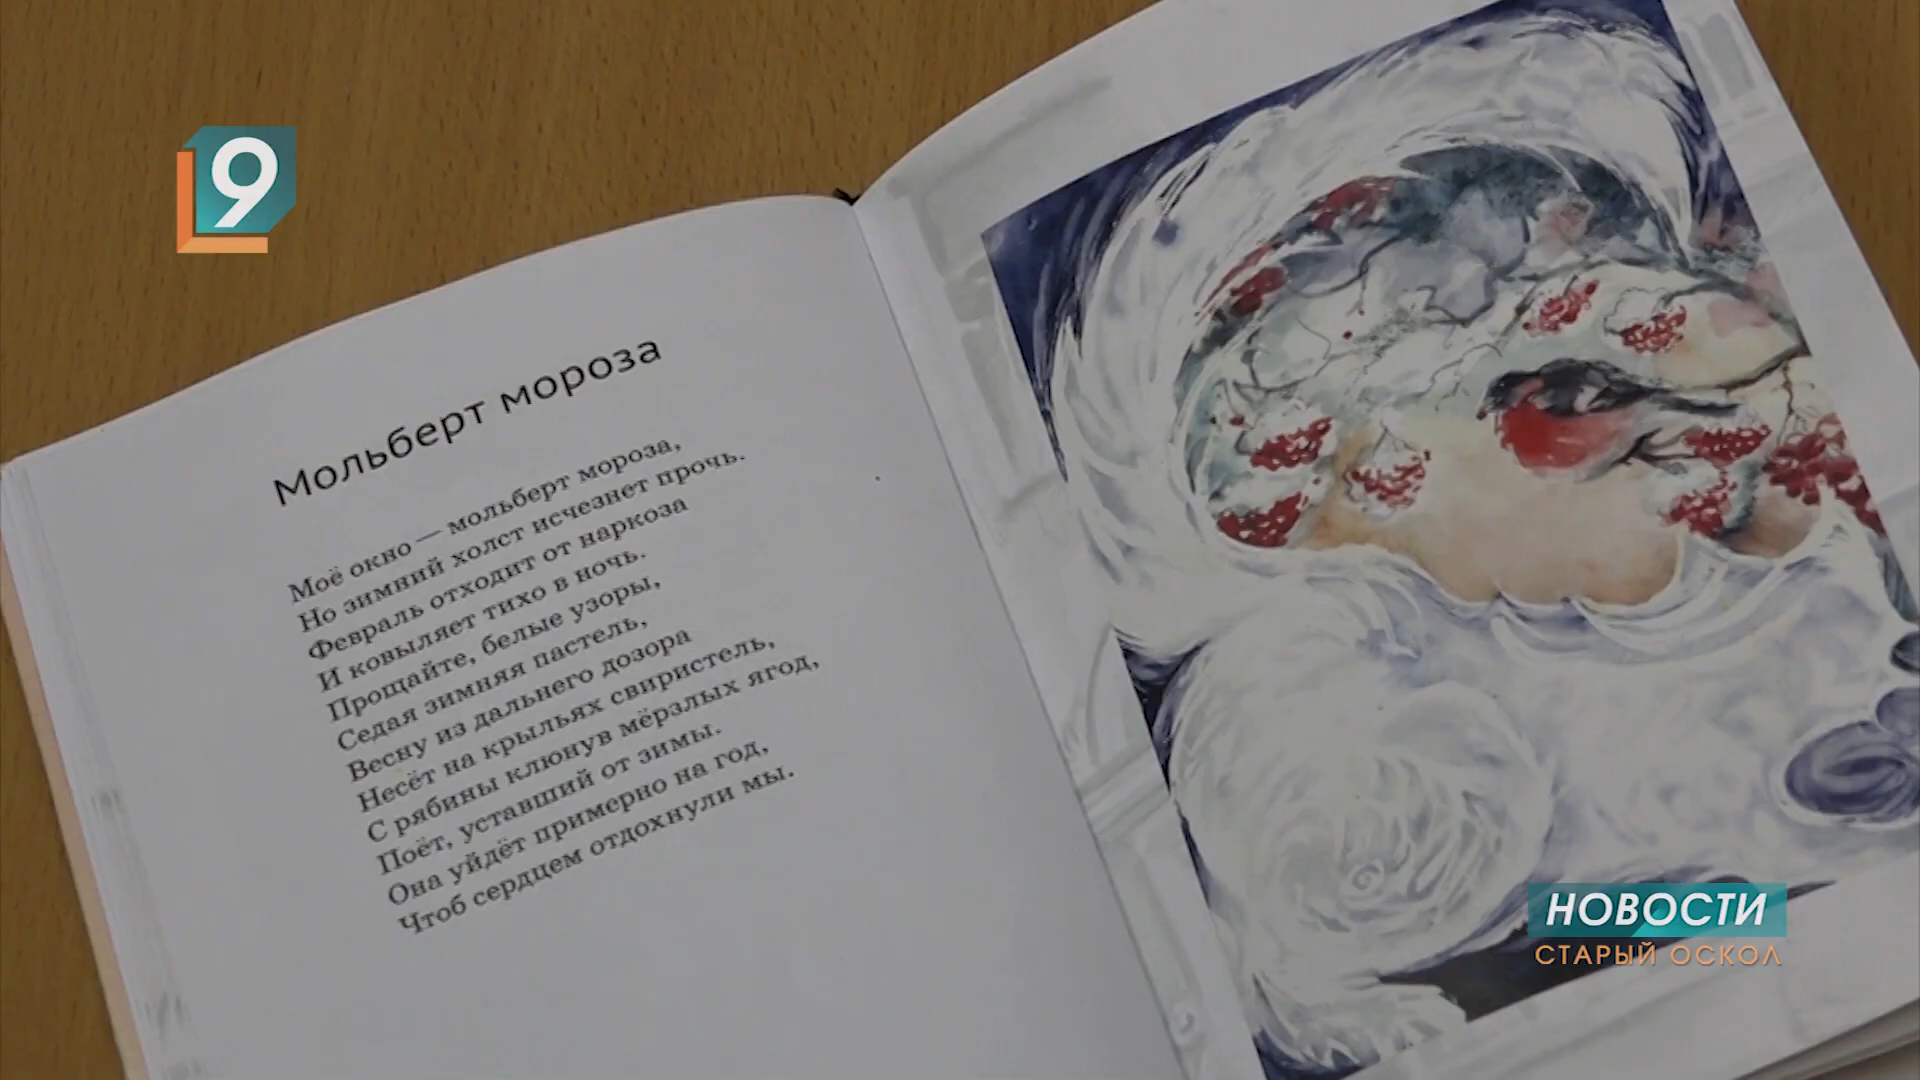 9
Мольберт мороза
Моё окно — мольберт мороза,
Но зимний холст исчезнет прочь.
Февраль отходит от наркоза
И ковыляет тихо в ночь.
Прощайте, белые узоры,
Седая зимняя пастель,
Весну из дальнего дозора
Несёт на крыльях свиристель,
С рябины клюнув мёрзлых ягод,
Поёт, уставший от зимы.
Она уйдёт примерно на год,
Чтоб сердцем отдохнули мы.
НОВОСТИ
СТАРЫЙ ОСКОЛ